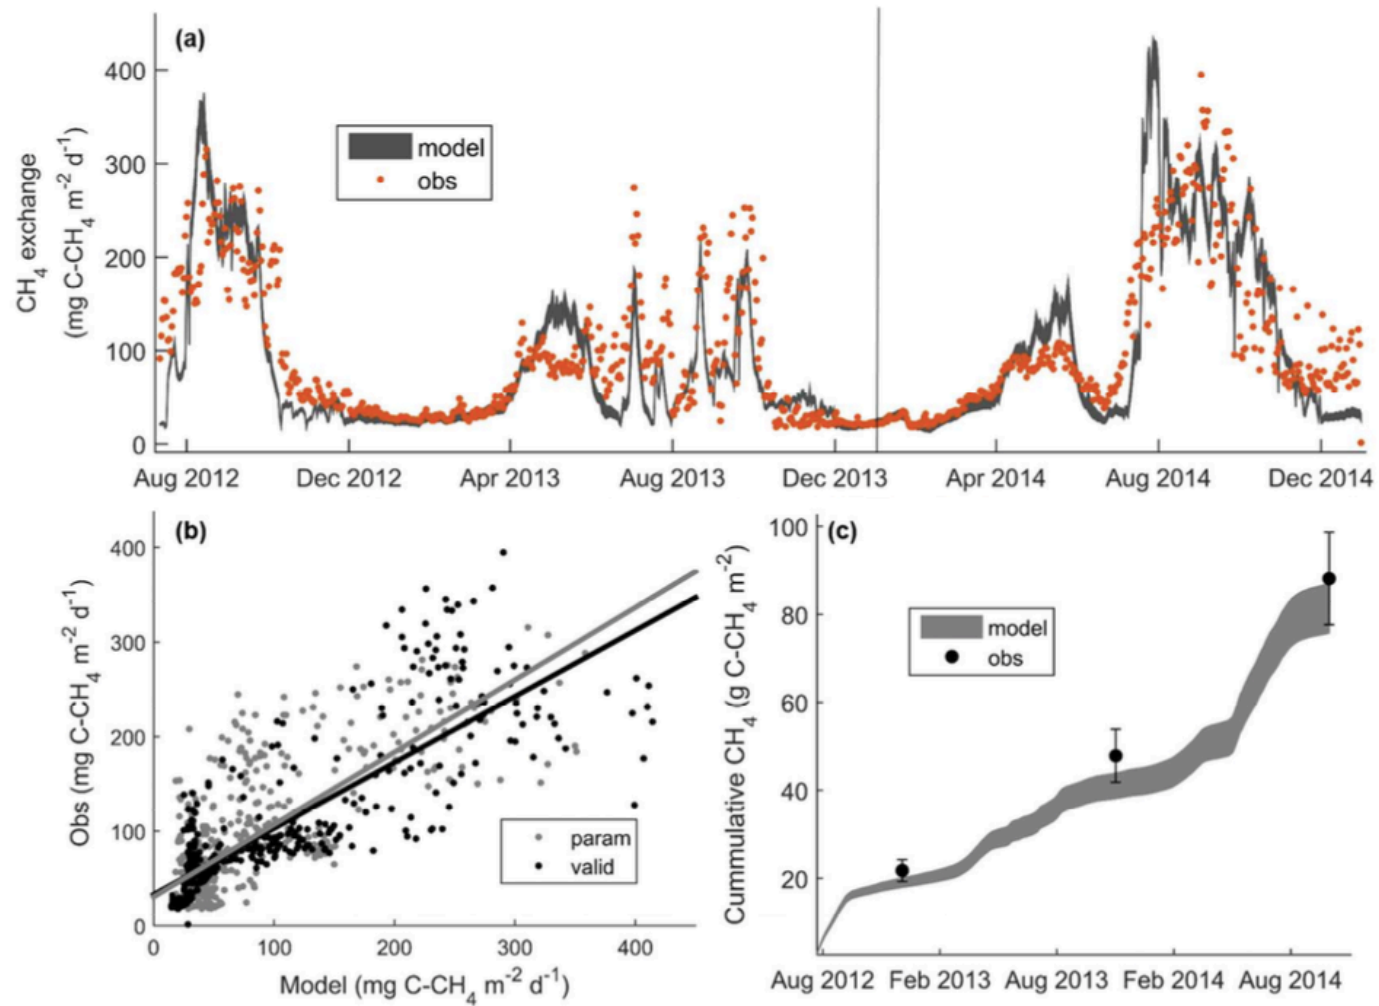 (a)
400
300
200
100
0
CH4 exchange
(mg C-CH4 m-2 d-1)
model
obs
Aug 2012 Dec 2012 Apr 2013 Aug 2013 Dec 2013 Apr 2014 Aug 2014 Dec 2014
(b)
400
300
200
100
0
Obs (mg C-CH4 m-2 d-1)
param
valid
0 100 200 300 400
Model (mg C-CH4 m-2 d-1)
(c)
100
80
60
40
20
Cummulative CH4 (g C-CH4 m-2)
model
obs
Aug 2012 Feb 2013 Aug 2013 Feb 2014 Aug 2014